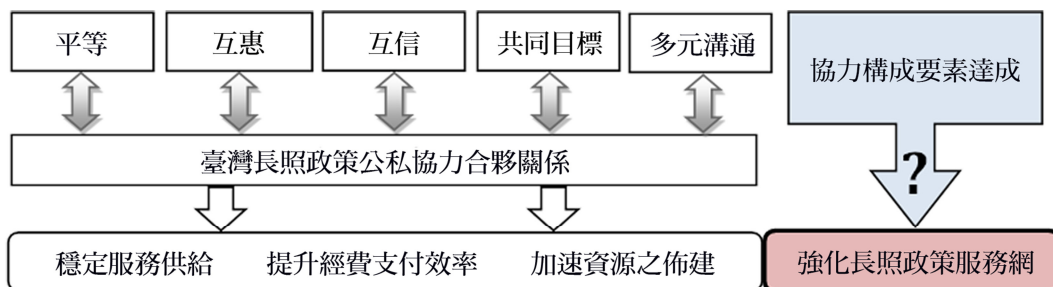 平等
互惠
互信
共同目標
多元溝通
協力構成要素達成
臺灣長照政策公私協力合夥關係
?
穩定服務供給
提升經費支付效率
加速資源之佈建
強化長照政策服務網